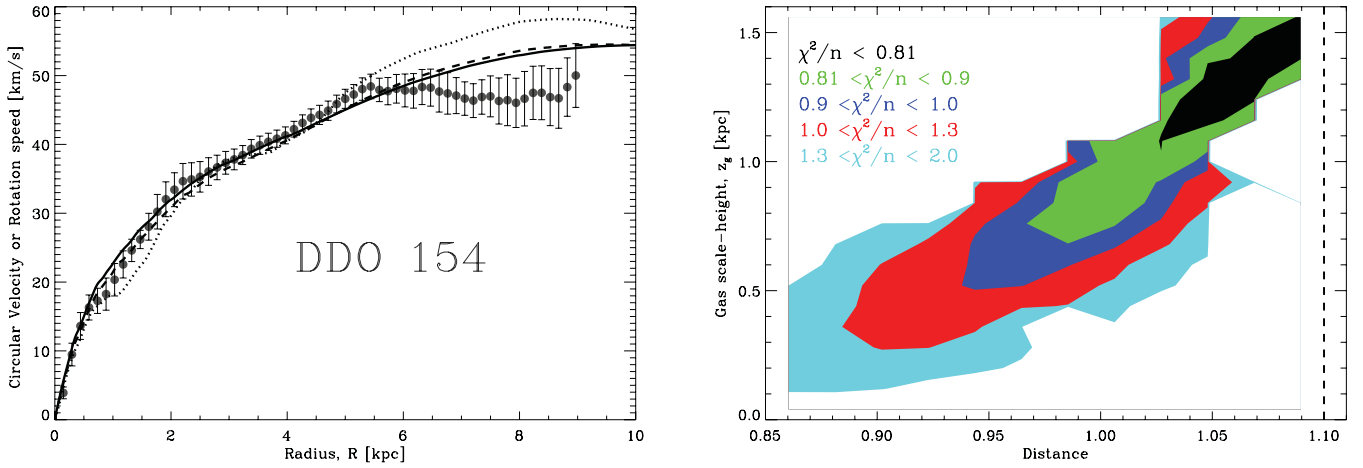 60
50
40
30
20
10
0
Circular Velocity or Rotation speed [km/s]
DDO 154
0 2 4 6 8 10
Radius, R [kpc]
1.5
1.0
0.5
0.0
Gas scale-height, z_g [kpc]
χ²/n < 0.81
0.81 <χ²/n < 0.9
0.9 <χ²/n < 1.0
1.0 <χ²/n < 1.3
1.3 <χ²/n < 2.0
0.85 0.90 0.95 1.00 1.05 1.10
Distance